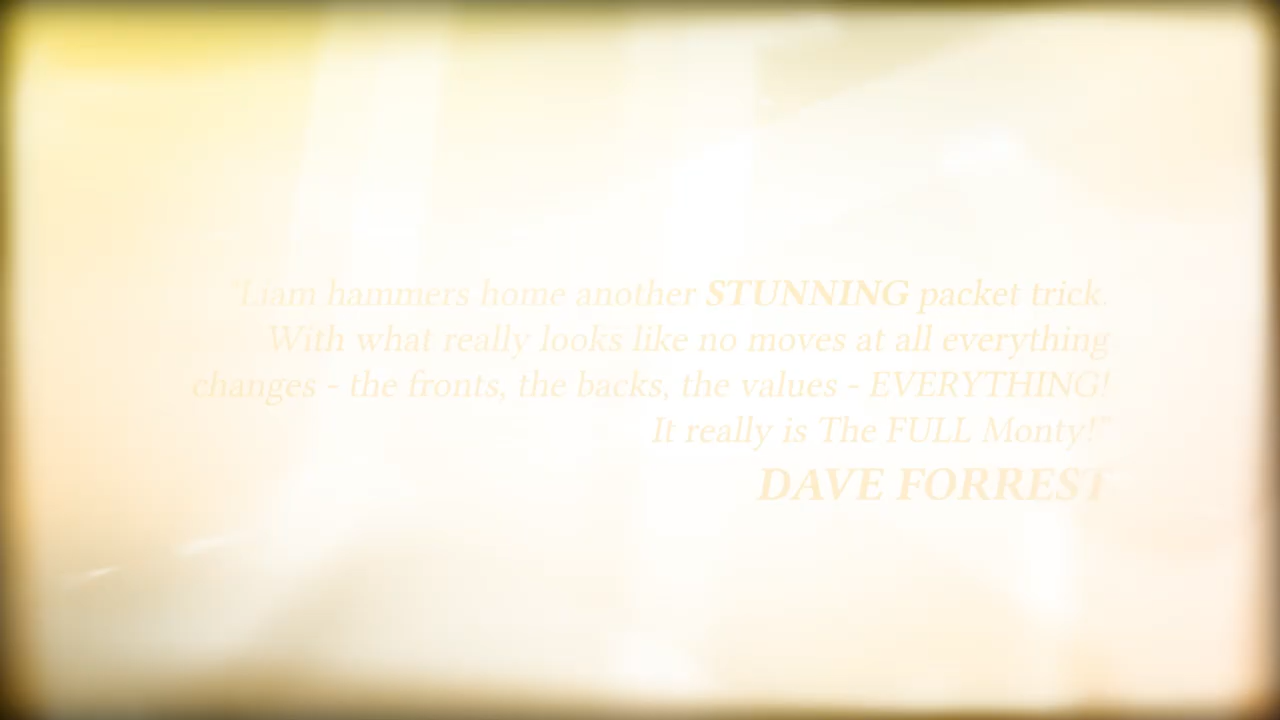 "Liam hammers home another STUNNING packet trick.
With what really looks like no moves at all everything
changes - the fronts, the backs, the values - EVERYTHING!
It really is The FULL Monty!"
DAVE FORREST